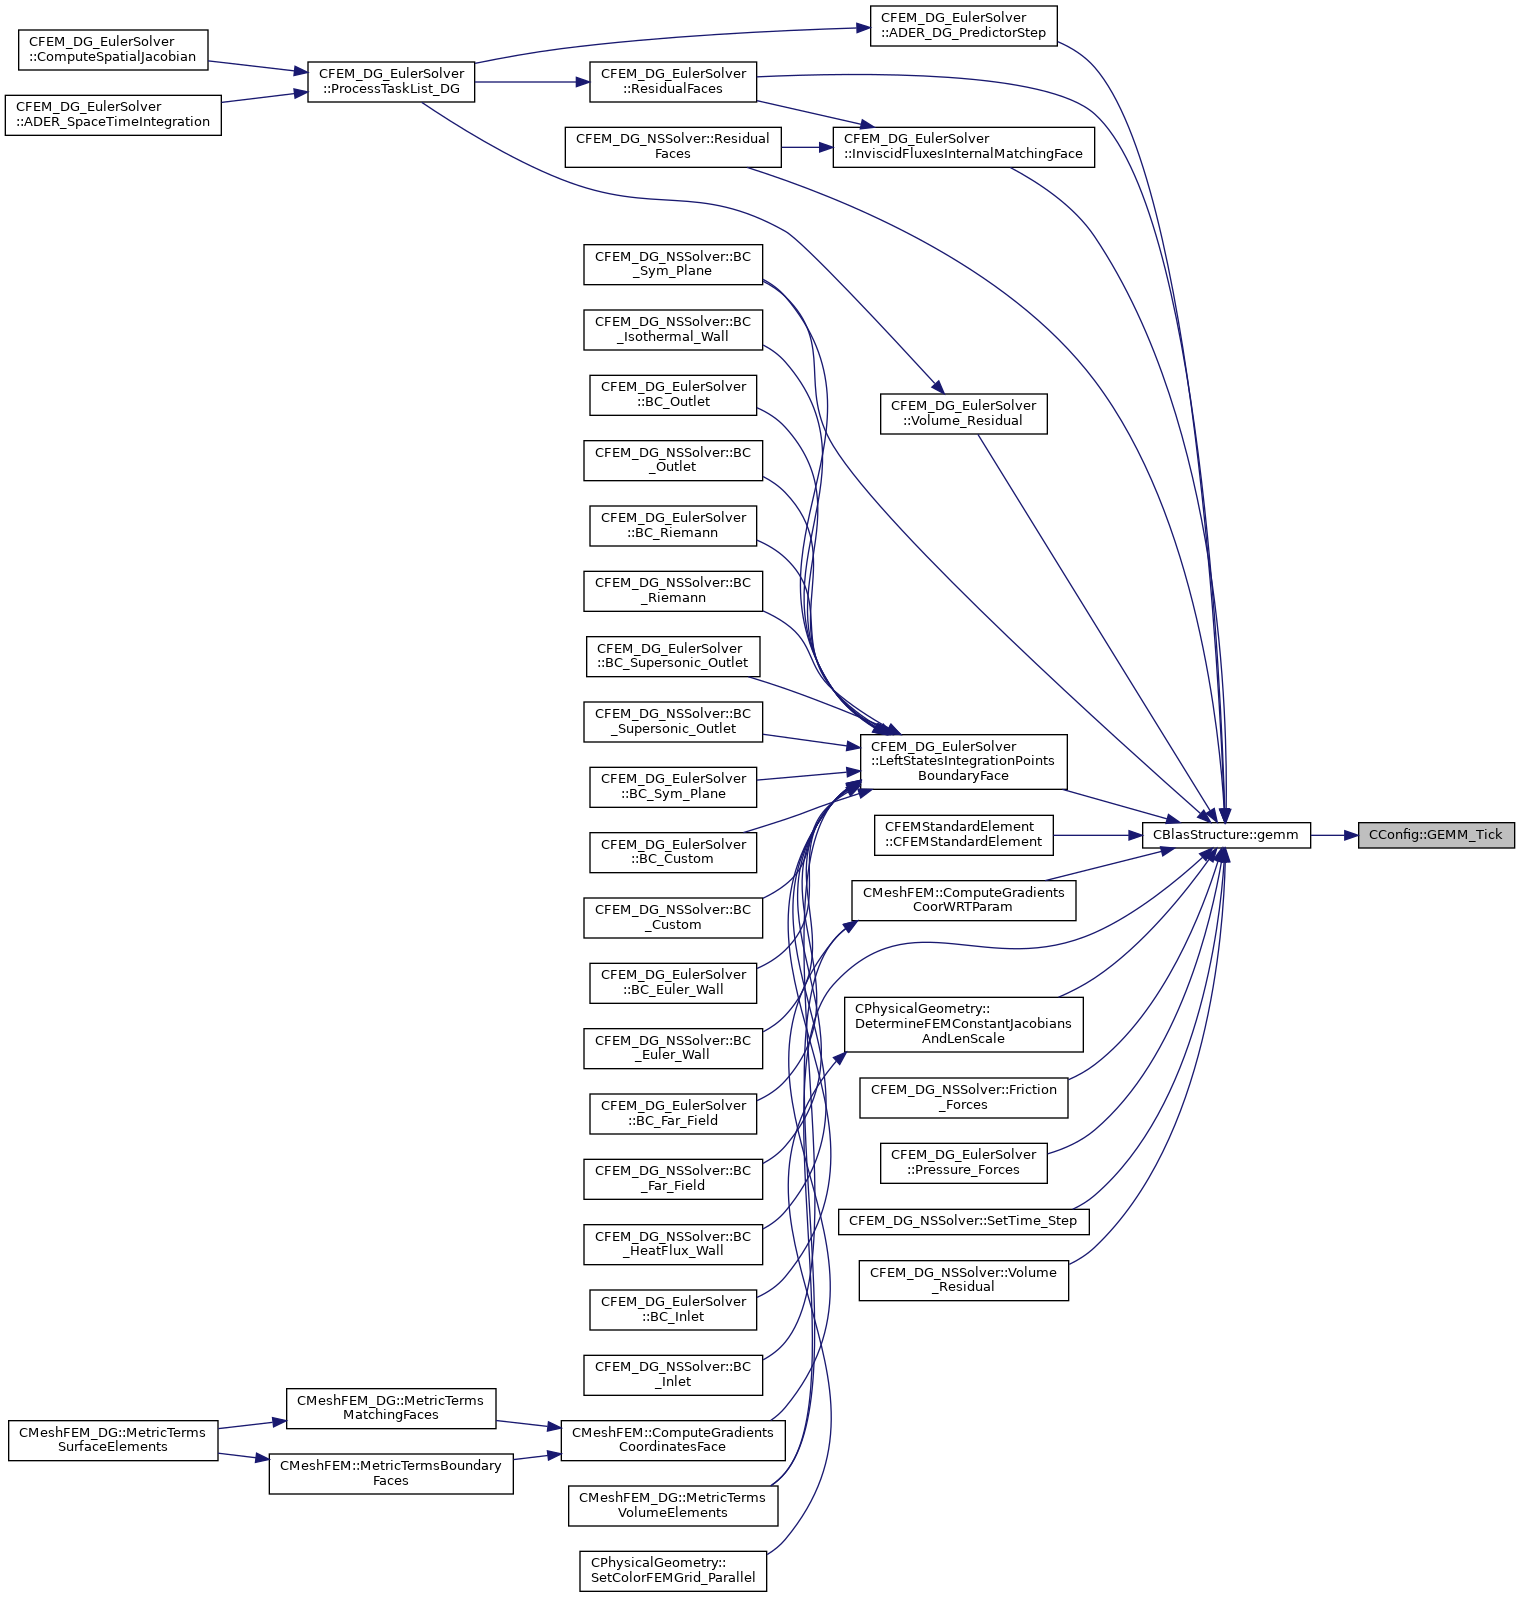 CFEM_DG_EulerSolver
::ADER_DG_PredictorStep
CFEM_DG_EulerSolver
::ComputeSpatialJacobian
CFEM_DG_EulerSolver
::ProcessTaskList_DG
CFEM_DG_EulerSolver
::ResidualFaces
CFEM_DG_EulerSolver
::ADER_SpaceTimeIntegration
CFEM_DG_NSSolver::Residual
Faces
CFEM_DG_EulerSolver
::InviscidFluxesInternalMatchingFace
CFEM_DG_NSSolver::BC
_Sym_Plane
CFEM_DG_NSSolver::BC
_Isothermal_Wall
CFEM_DG_EulerSolver
::BC_Outlet
CFEM_DG_EulerSolver
::Volume_Residual
CFEM_DG_NSSolver::BC
_Outlet
CFEM_DG_EulerSolver
::BC_Riemann
CFEM_DG_NSSolver::BC
_Riemann
CFEM_DG_EulerSolver
::BC_Supersonic_Outlet
CFEM_DG_NSSolver::BC
_Supersonic_Outlet
CFEM_DG_EulerSolver
::LeftStatesIntegrationPoints
BoundaryFace
CFEM_DG_EulerSolver
::BC_Sym_Plane
CFEMStandardElement
::CFEMStandardElement
CBlasStructure::gemm
CConfig::GEMM_Tick
CFEM_DG_EulerSolver
::BC_Custom
CMeshFEM::ComputeGradients
CoorWRTParam
CFEM_DG_NSSolver::BC
_Custom
CFEM_DG_EulerSolver
::BC_Euler_Wall
CPhysicalGeometry::
DetermineFEMConstantJacobians
AndLenScale
CFEM_DG_NSSolver::BC
_Euler_Wall
CFEM_DG_NSSolver::Friction
_Forces
CFEM_DG_EulerSolver
::BC_Far_Field
CFEM_DG_EulerSolver
::Pressure_Forces
CFEM_DG_NSSolver::BC
_Far_Field
CFEM_DG_NSSolver::SetTime_Step
CFEM_DG_NSSolver::BC
_HeatFlux_Wall
CFEM_DG_NSSolver::Volume
_Residual
CFEM_DG_EulerSolver
::BC_Inlet
CFEM_DG_NSSolver::BC
_Inlet
CMeshFEM_DG::MetricTerms
MatchingFaces
CMeshFEM_DG::MetricTerms
SurfaceElements
CMeshFEM::ComputeGradients
CoordinatesFace
CMeshFEM::MetricTermsBoundary
Faces
CMeshFEM_DG::MetricTerms
VolumeElements
CPhysicalGeometry::
SetColorFEMGrid_Parallel